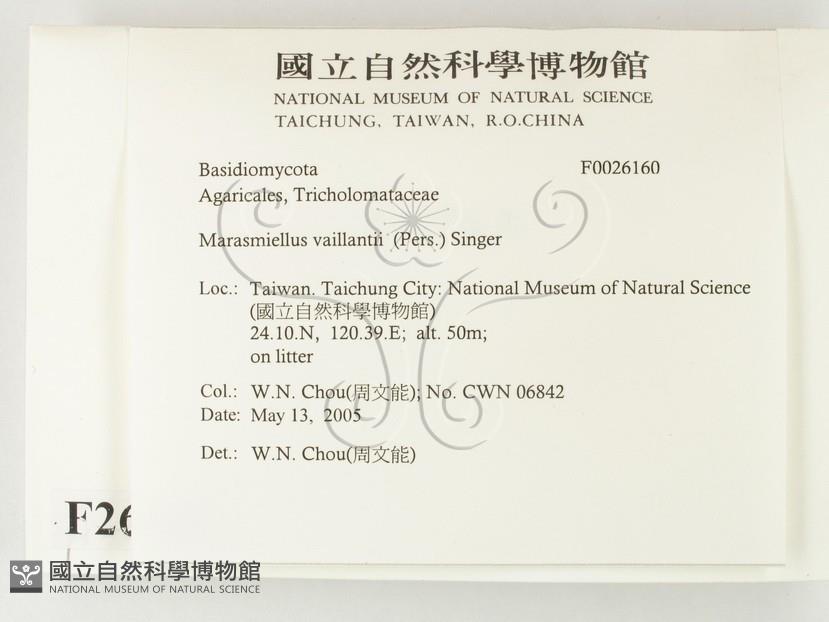 國立自然科學博物館
NATIONAL MUSEUM OF NATURAL SCIENCE
TAICHUNG, TAIWAN, R.O.CHINA
Basidiomycota F0026160
Agaricales, Tricholomataceae
Marasmiellus vaillantii (Pers.) Singer
Loc.: Taiwan. Taichung City: National Museum of Natural Science
(國立自然科學博物館)
24.10.N, 120.39.E; alt. 50m;
on litter
Col.: W.N. Chou(周文能); No. CWN 06842
Date: May 13, 2005
Det.: W.N. Chou(周文能)
F26
國立自然科學博物館
NATIONAL MUSEUM OF NATURAL SCIENCE